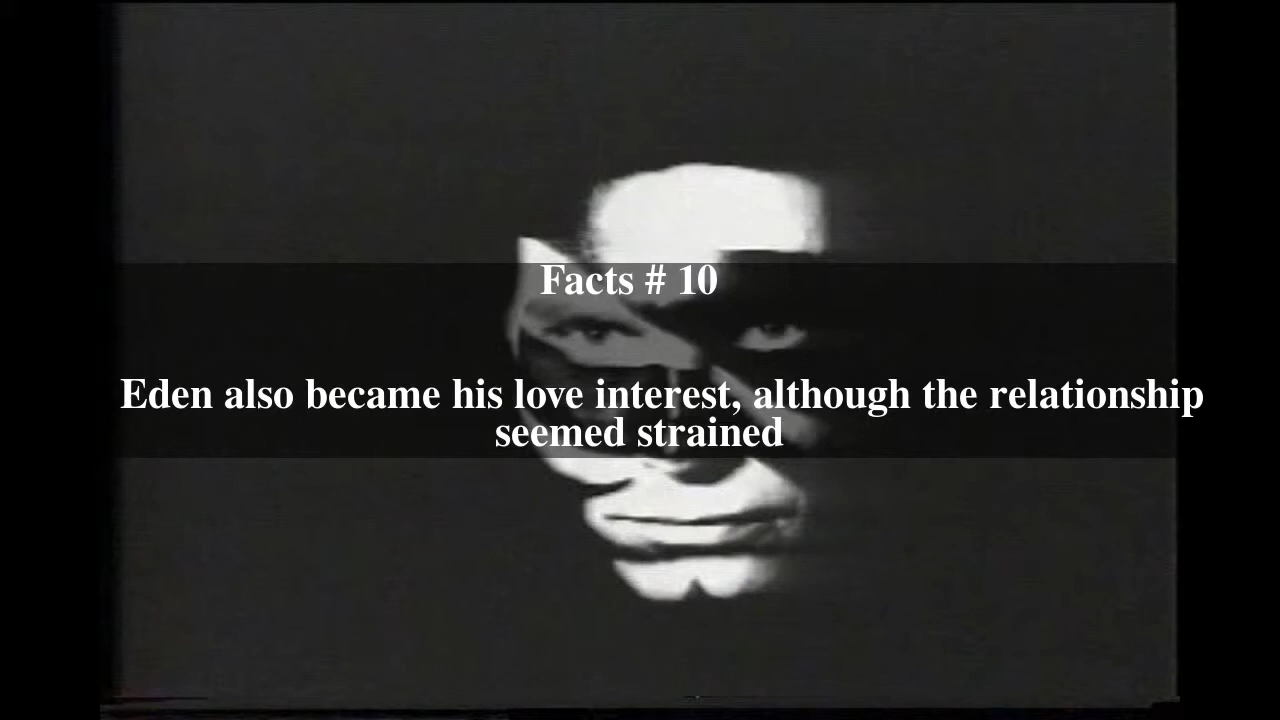 Facts # 10
Eden also became his love interest, although the relationship
seemed strained